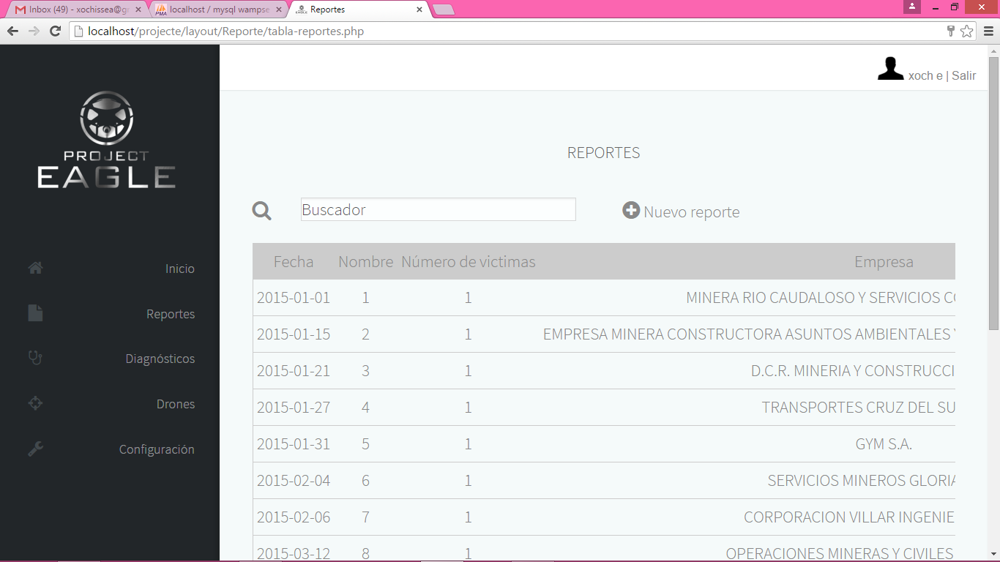 Inbox (49) - xochissea@g
localhost / mysql wampse
Reportes
localhost/projecte/layout/Reporte/tabla-reportes.php
xoch e | Salir
PROJECT
EAGLE
Inicio
Reportes
Diagnósticos
Drones
Configuración
REPORTES
Buscador
Nuevo reporte
Fecha Nombre Número de victimas Empresa
2015-01-01 1 1 MINERA RIO CAUDALOSO Y SERVICIOS CO
2015-01-15 2 1 EMPRESA MINERA CONSTRUCTORA ASUNTOS AMBIENTALES Y
2015-01-21 3 1 D.C.R. MINERIA Y CONSTRUCCI
2015-01-27 4 1 TRANSPORTES CRUZ DEL SU
2015-01-31 5 1 GYM S.A.
2015-02-04 6 1 SERVICIOS MINEROS GLORIA
2015-02-06 7 1 CORPORACION VILLAR INGENIE
2015-03-12 8 1 OPERACIONES MINERAS Y CIVILES